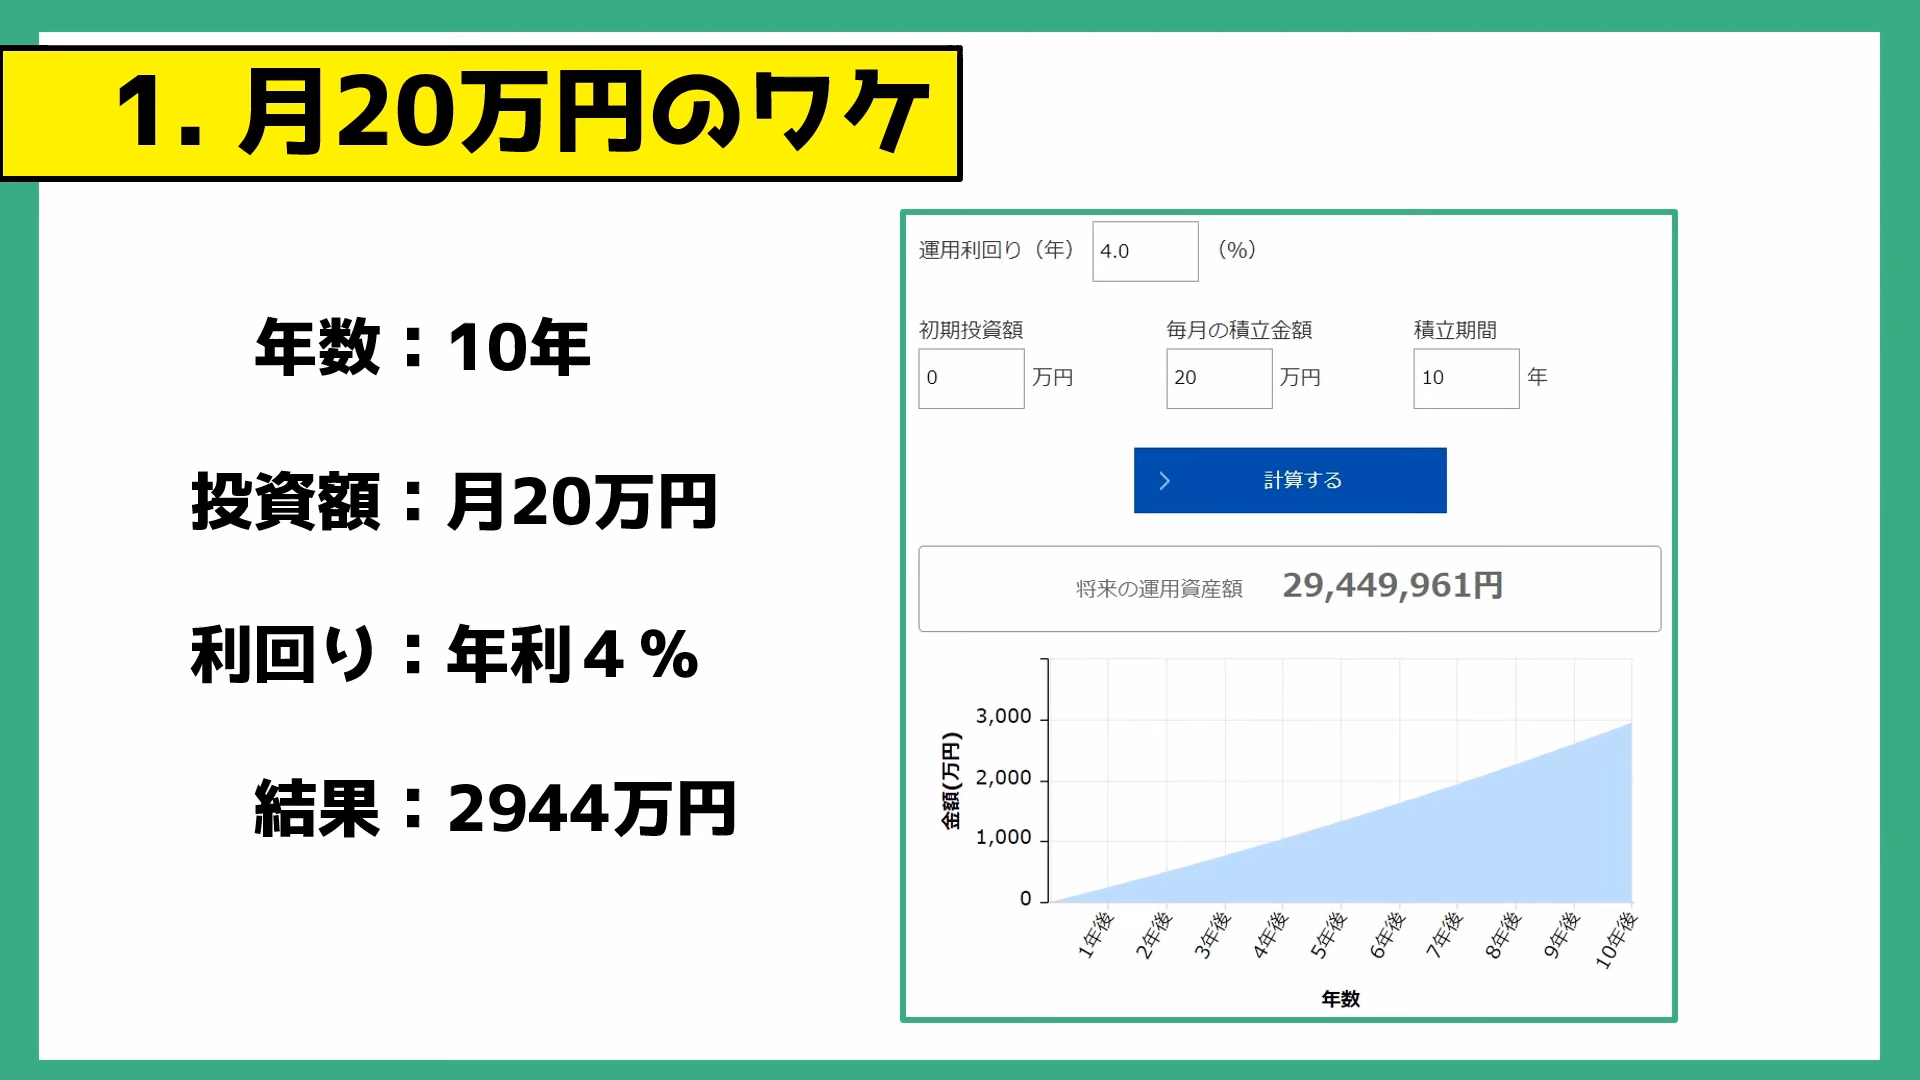 1. 月20万円のワケ
年数：10年
投資額：月20万円
利回り：年利４％
結果：2944万円
運用利回り（年） 4.0 （%）
初期投資額 毎月の積立金額 積立期間
0 万円 20 万円 10 年
計算する
将来の運用資産額 29,449,961円
金額(万円)
3,000
2,000
1,000
0
1年後 2年後 3年後 4年後 5年後 6年後 7年後 8年後 9年後 10年後
年数